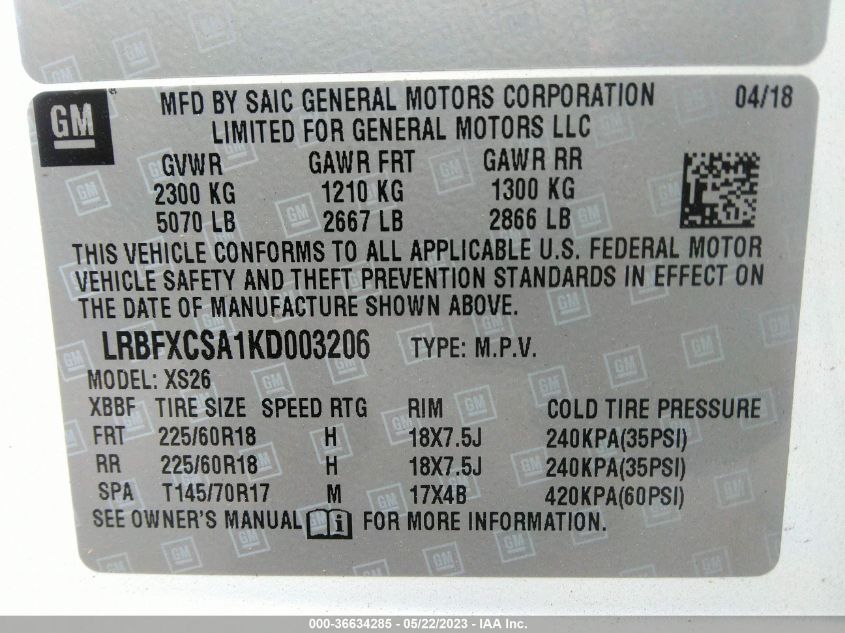 GM
MFD BY SAIC GENERAL MOTORS CORPORATION 04/18
LIMITED FOR GENERAL MOTORS LLC
GVWR GAWR FRT GAWR RR
2300 KG 1210 KG 1300 KG
5070 LB 2667 LB 2866 LB
THIS VEHICLE CONFORMS TO ALL APPLICABLE U.S. FEDERAL MOTOR
VEHICLE SAFETY AND THEFT PREVENTION STANDARDS IN EFFECT ON
THE DATE OF MANUFACTURE SHOWN ABOVE.
LRBFXCSA1KD003206 TYPE: M.P.V.
MODEL: XS26
XBBF TIRE SIZE SPEED RTG RIM COLD TIRE PRESSURE
FRT 225/60R18 H 18X7.5J 240KPA(35PSI)
RR 225/60R18 H 18X7.5J 240KPA(35PSI)
SPA T145/70R17 M 17X4B 420KPA(60PSI)
SEE OWNER'S MANUAL i FOR MORE INFORMATION.
000-36634285 - 05/22/2023 - IAA Inc.